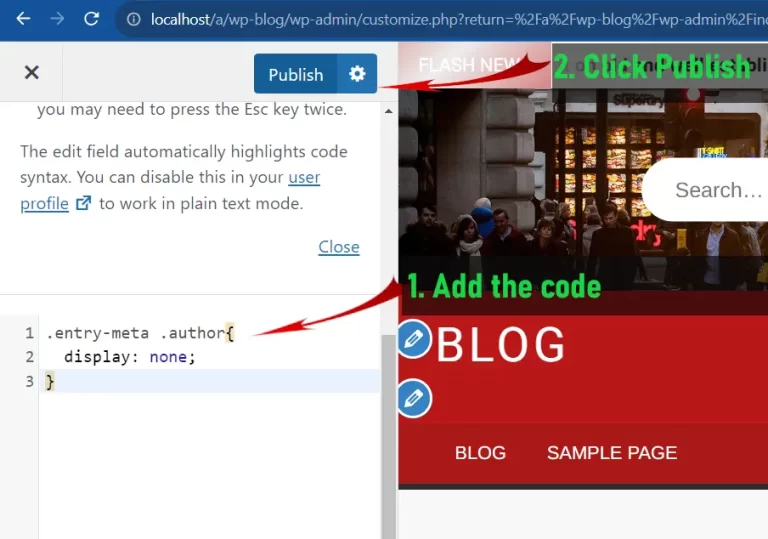 localhost/a/wp-blog/wp-admin/customize.php?return=%2Fa%2Fwp-blog%2Fwp-admin%2Fin
Publish
FLASH NEW
2. Click Publish
you may need to press the Esc key twice.
The edit field automatically highlights code
syntax. You can disable this in your user
profile to work in plain text mode.
Close
Superdry
T-SHIRT
Search…
dry
1. Add the code
1 .entry-meta .author{
2 display: none;
3 }
BLOG
BLOG SAMPLE PAGE